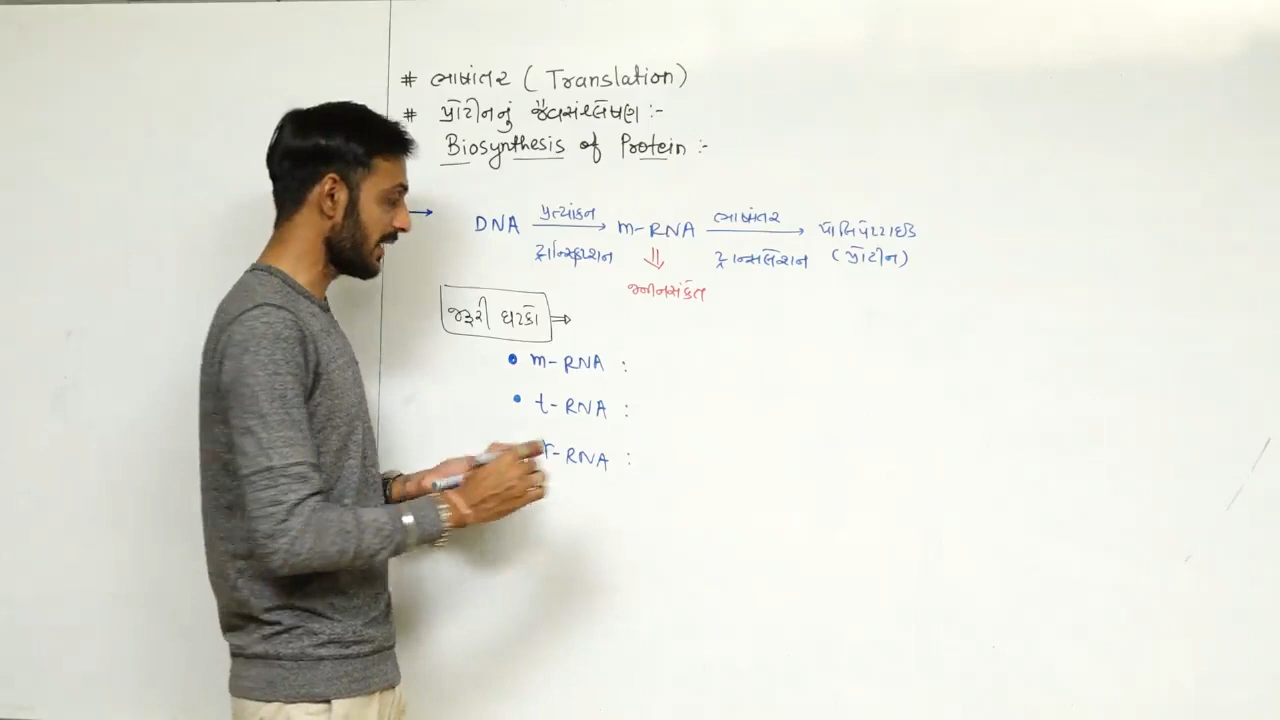 # ભાષાંતર (Translation)
# પ્રોટીનનું જૈવસંશ્લેષણ :-
Biosynthesis of Protein :-
→ DNA પ્રત્યાંકન → m-RNA ભાષાંતર → પોલિપેપ્ટાઈડ
ટ્રાન્સ્ક્રિપ્શન ⇓ ટ્રાન્સલેશન (પ્રોટીન)
જનીનસંકેત
જરૂરી ઘટકો ⇒
• m-RNA :
• t-RNA :
r-RNA :